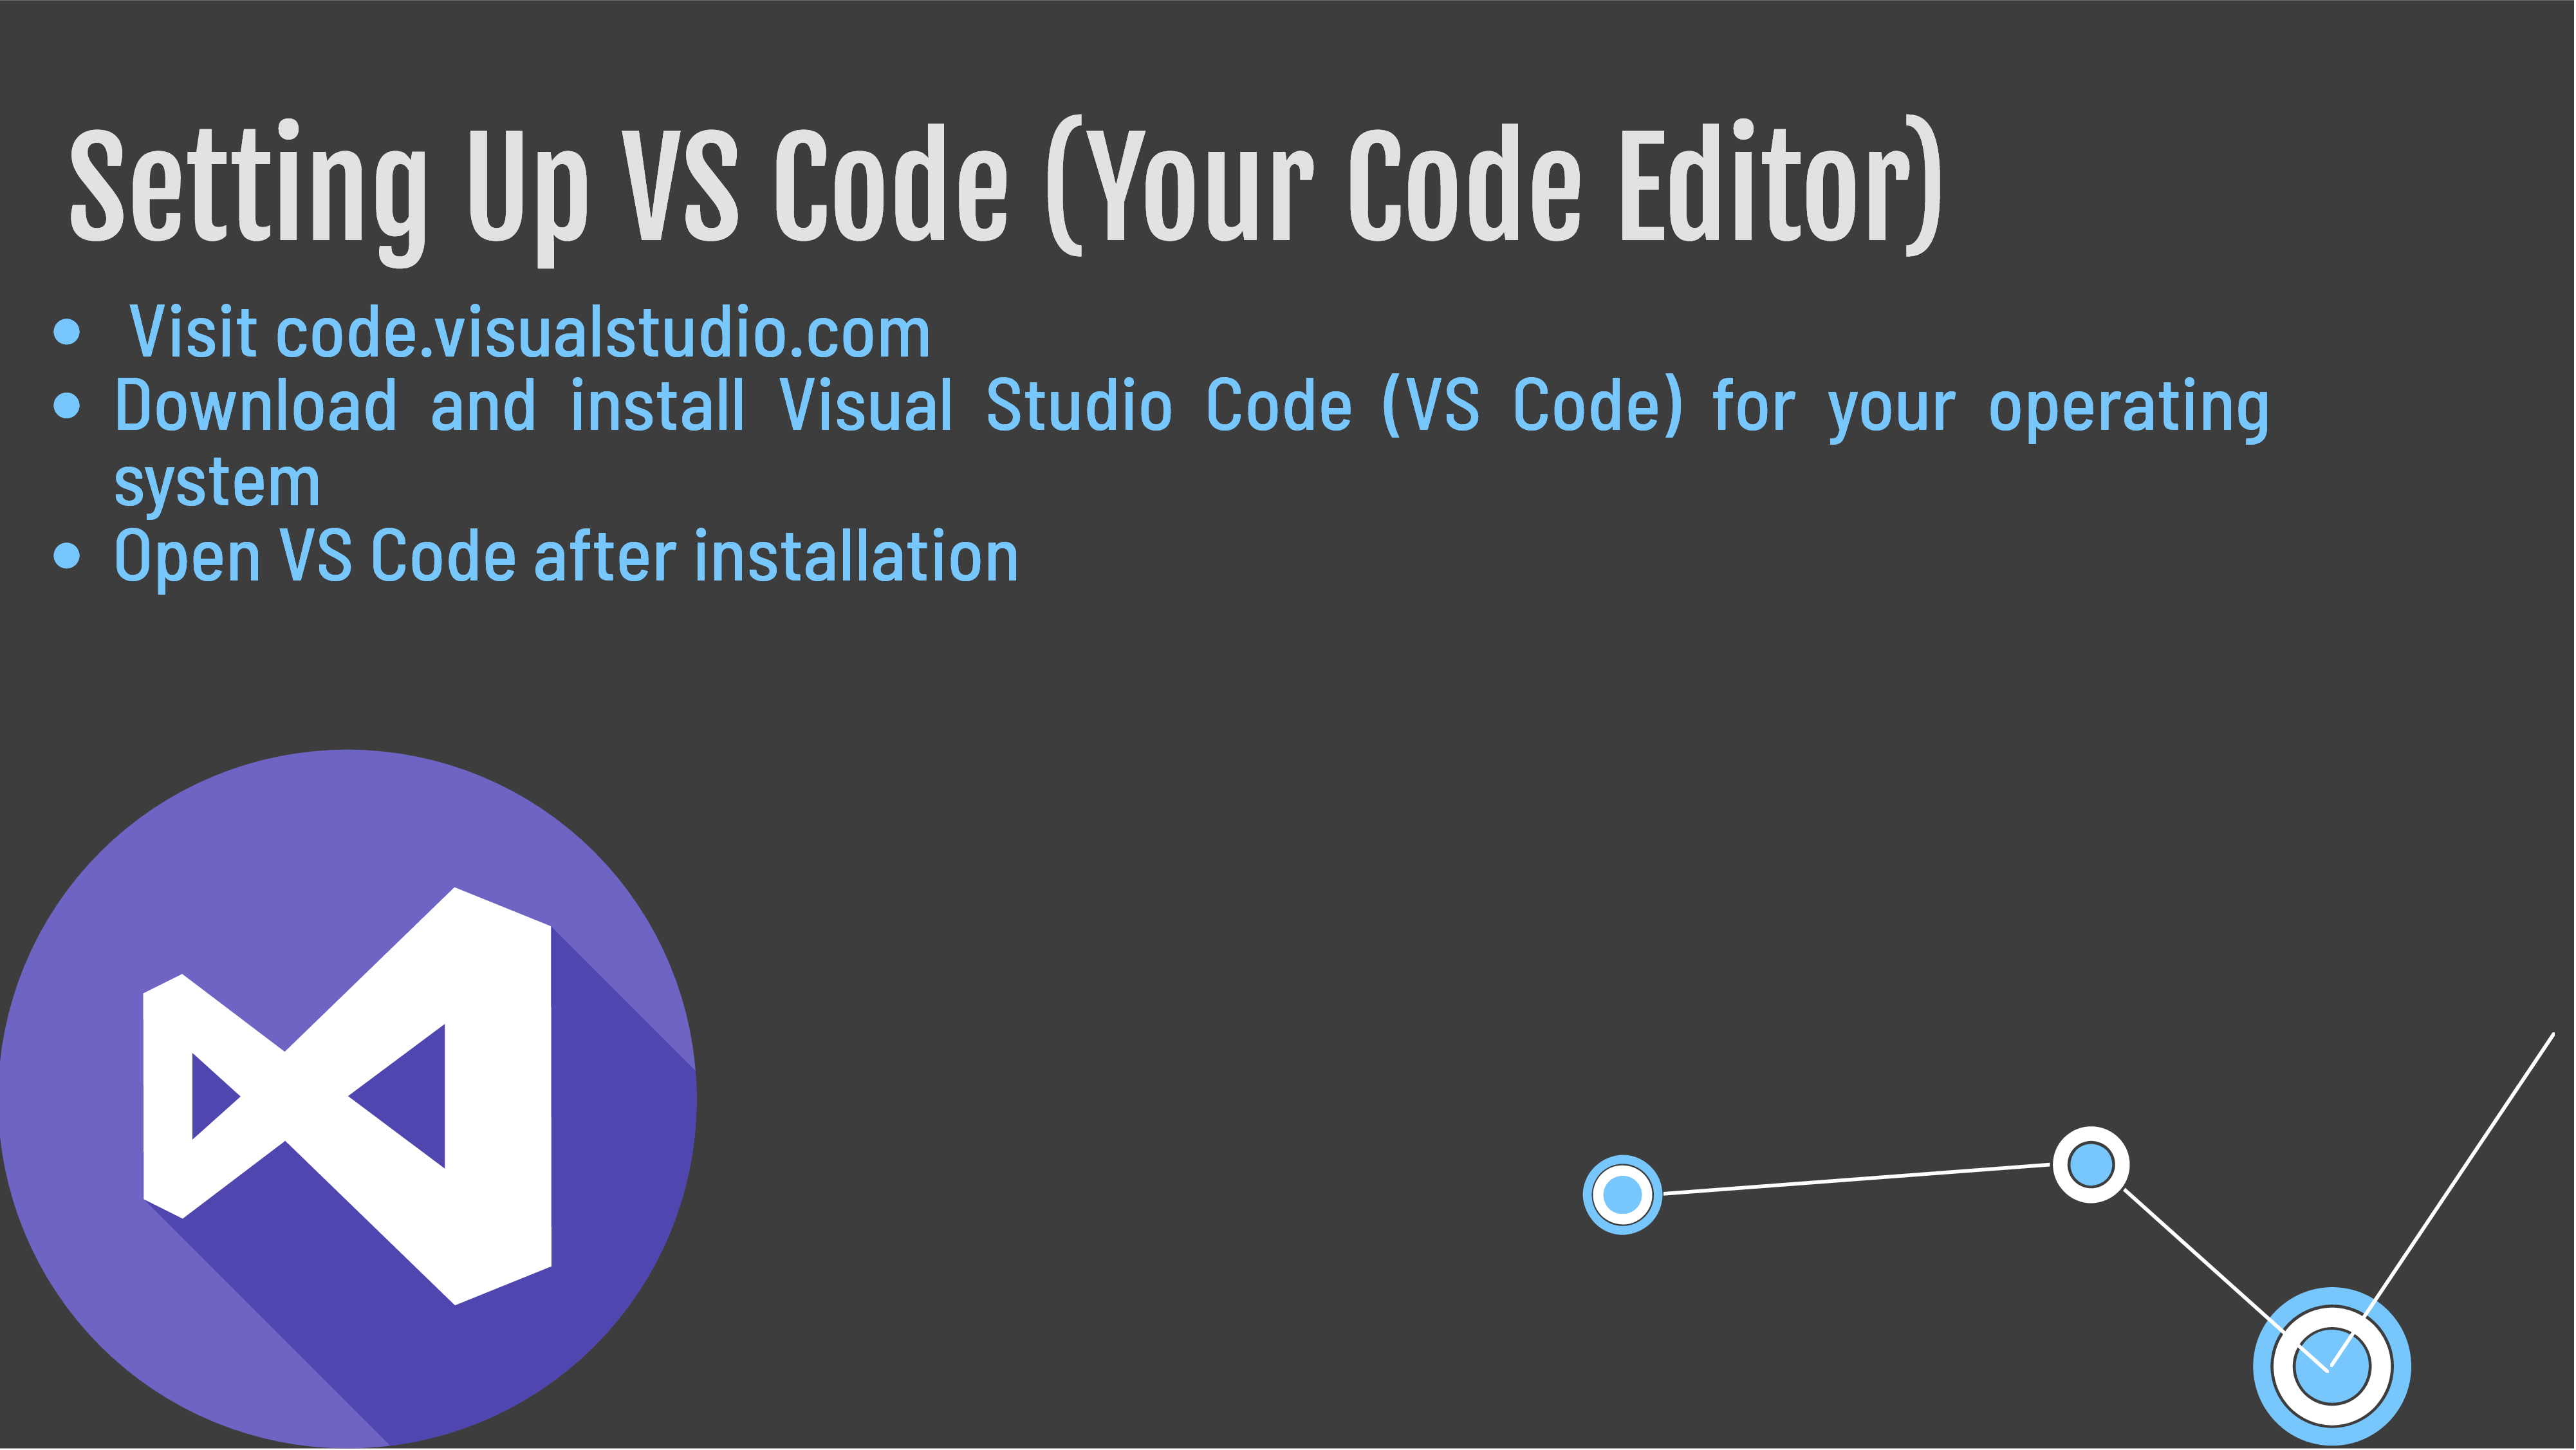 Setting Up VS Code (Your Code Editor)
• Visit code.visualstudio.com
• Download and install Visual Studio Code (VS Code) for your operating
system
• Open VS Code after installation